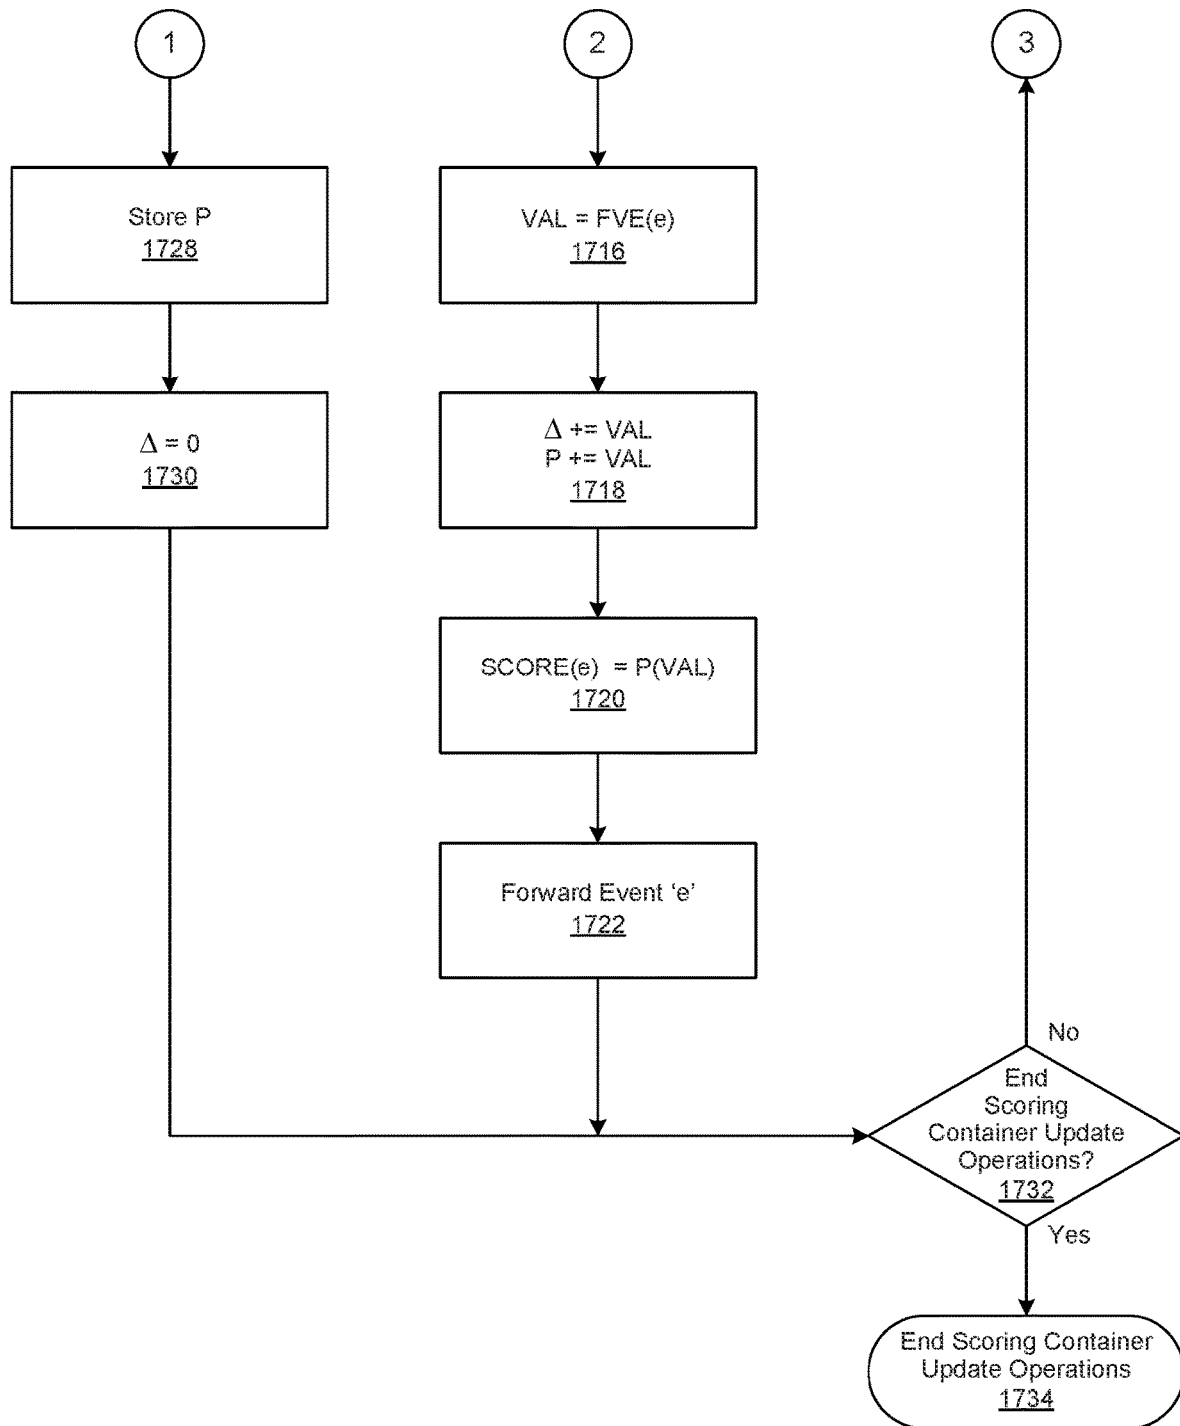 1
2
3
Store P
1728
VAL = FVE(e)
1716
Δ = 0
1730
Δ += VAL
P += VAL
1718
SCORE(e) = P(VAL)
1720
Forward Event ‘e’
1722
No
End
Scoring
Container Update
Operations?
1732
Yes
End Scoring Container
Update Operations
1734